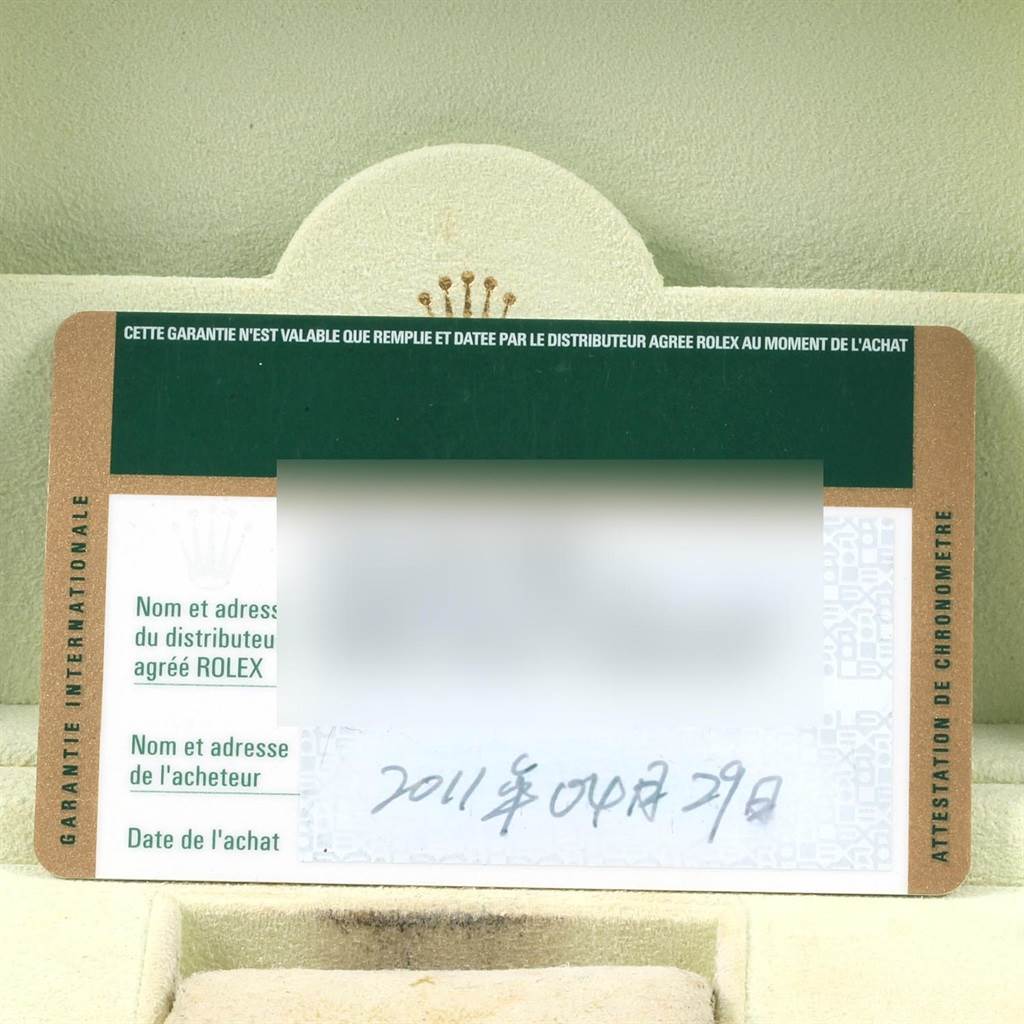 CETTE GARANTIE N'EST VALABLE QUE REMPLIE ET DATEE PAR LE DISTRIBUTEUR AGREE ROLEX AU MOMENT DE L'ACHAT
GARANTIE INTERNATIONALE
Nom et
du
agréé ROLEX
Nom et adresse
de l'acheteur
2011年04月29日
Date de l'achat
ATTESTATION DE CHRONOMETRE